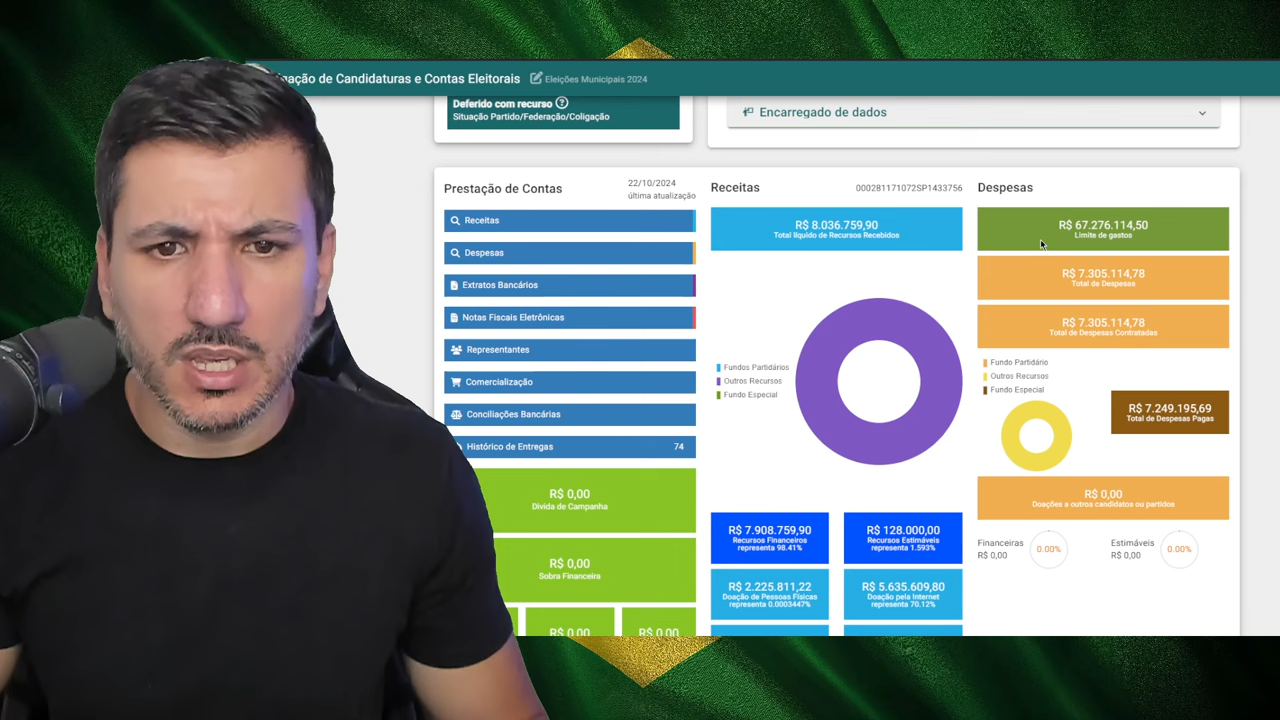 ação de Candidaturas e Contas Eleitorais Eleições Municipais 2024
Deferido com recurso
Situação Partido/Federação/Coligação
Encarregado de dados
Prestação de Contas
22/10/2024
última atualização
Receitas
Despesas
Extratos Bancários
Notas Fiscais Eletrônicas
Representantes
Comercialização
Conciliações Bancárias
Histórico de Entregas 74
R$ 0,00
Divida de Campanha
R$ 0,00
Sobra Financeira
R$ 0,00
R$ 0,00
Receitas
000281171072SP1433756
R$ 8.036.759,90
Total líquido de Recursos Recebidos
Fundos Partidários
Outros Recursos
Fundo Especial
R$ 7.908.759,90
Recursos Financeiros
representa 98.41%
R$ 128.000,00
Recursos Estimáveis
representa 1.593%
R$ 2.225.811,22
Doação de Pessoas Físicas
representa 0.0003447%
R$ 5.635.609,80
Doação pela Internet
representa 70.12%
Despesas
R$ 67.276.114,50
Limite de gastos
R$ 7.305.114,78
Total de Despesas
R$ 7.305.114,78
Total de Despesas Contratadas
Fundo Partidário
Outros Recursos
Fundo Especial
R$ 7.249.195,69
Total de Despesas Pagas
R$ 0,00
Doações a outros candidatos ou partidos
Financeiras
R$ 0,00
0.00%
Estimáveis
R$ 0,00
0.00%